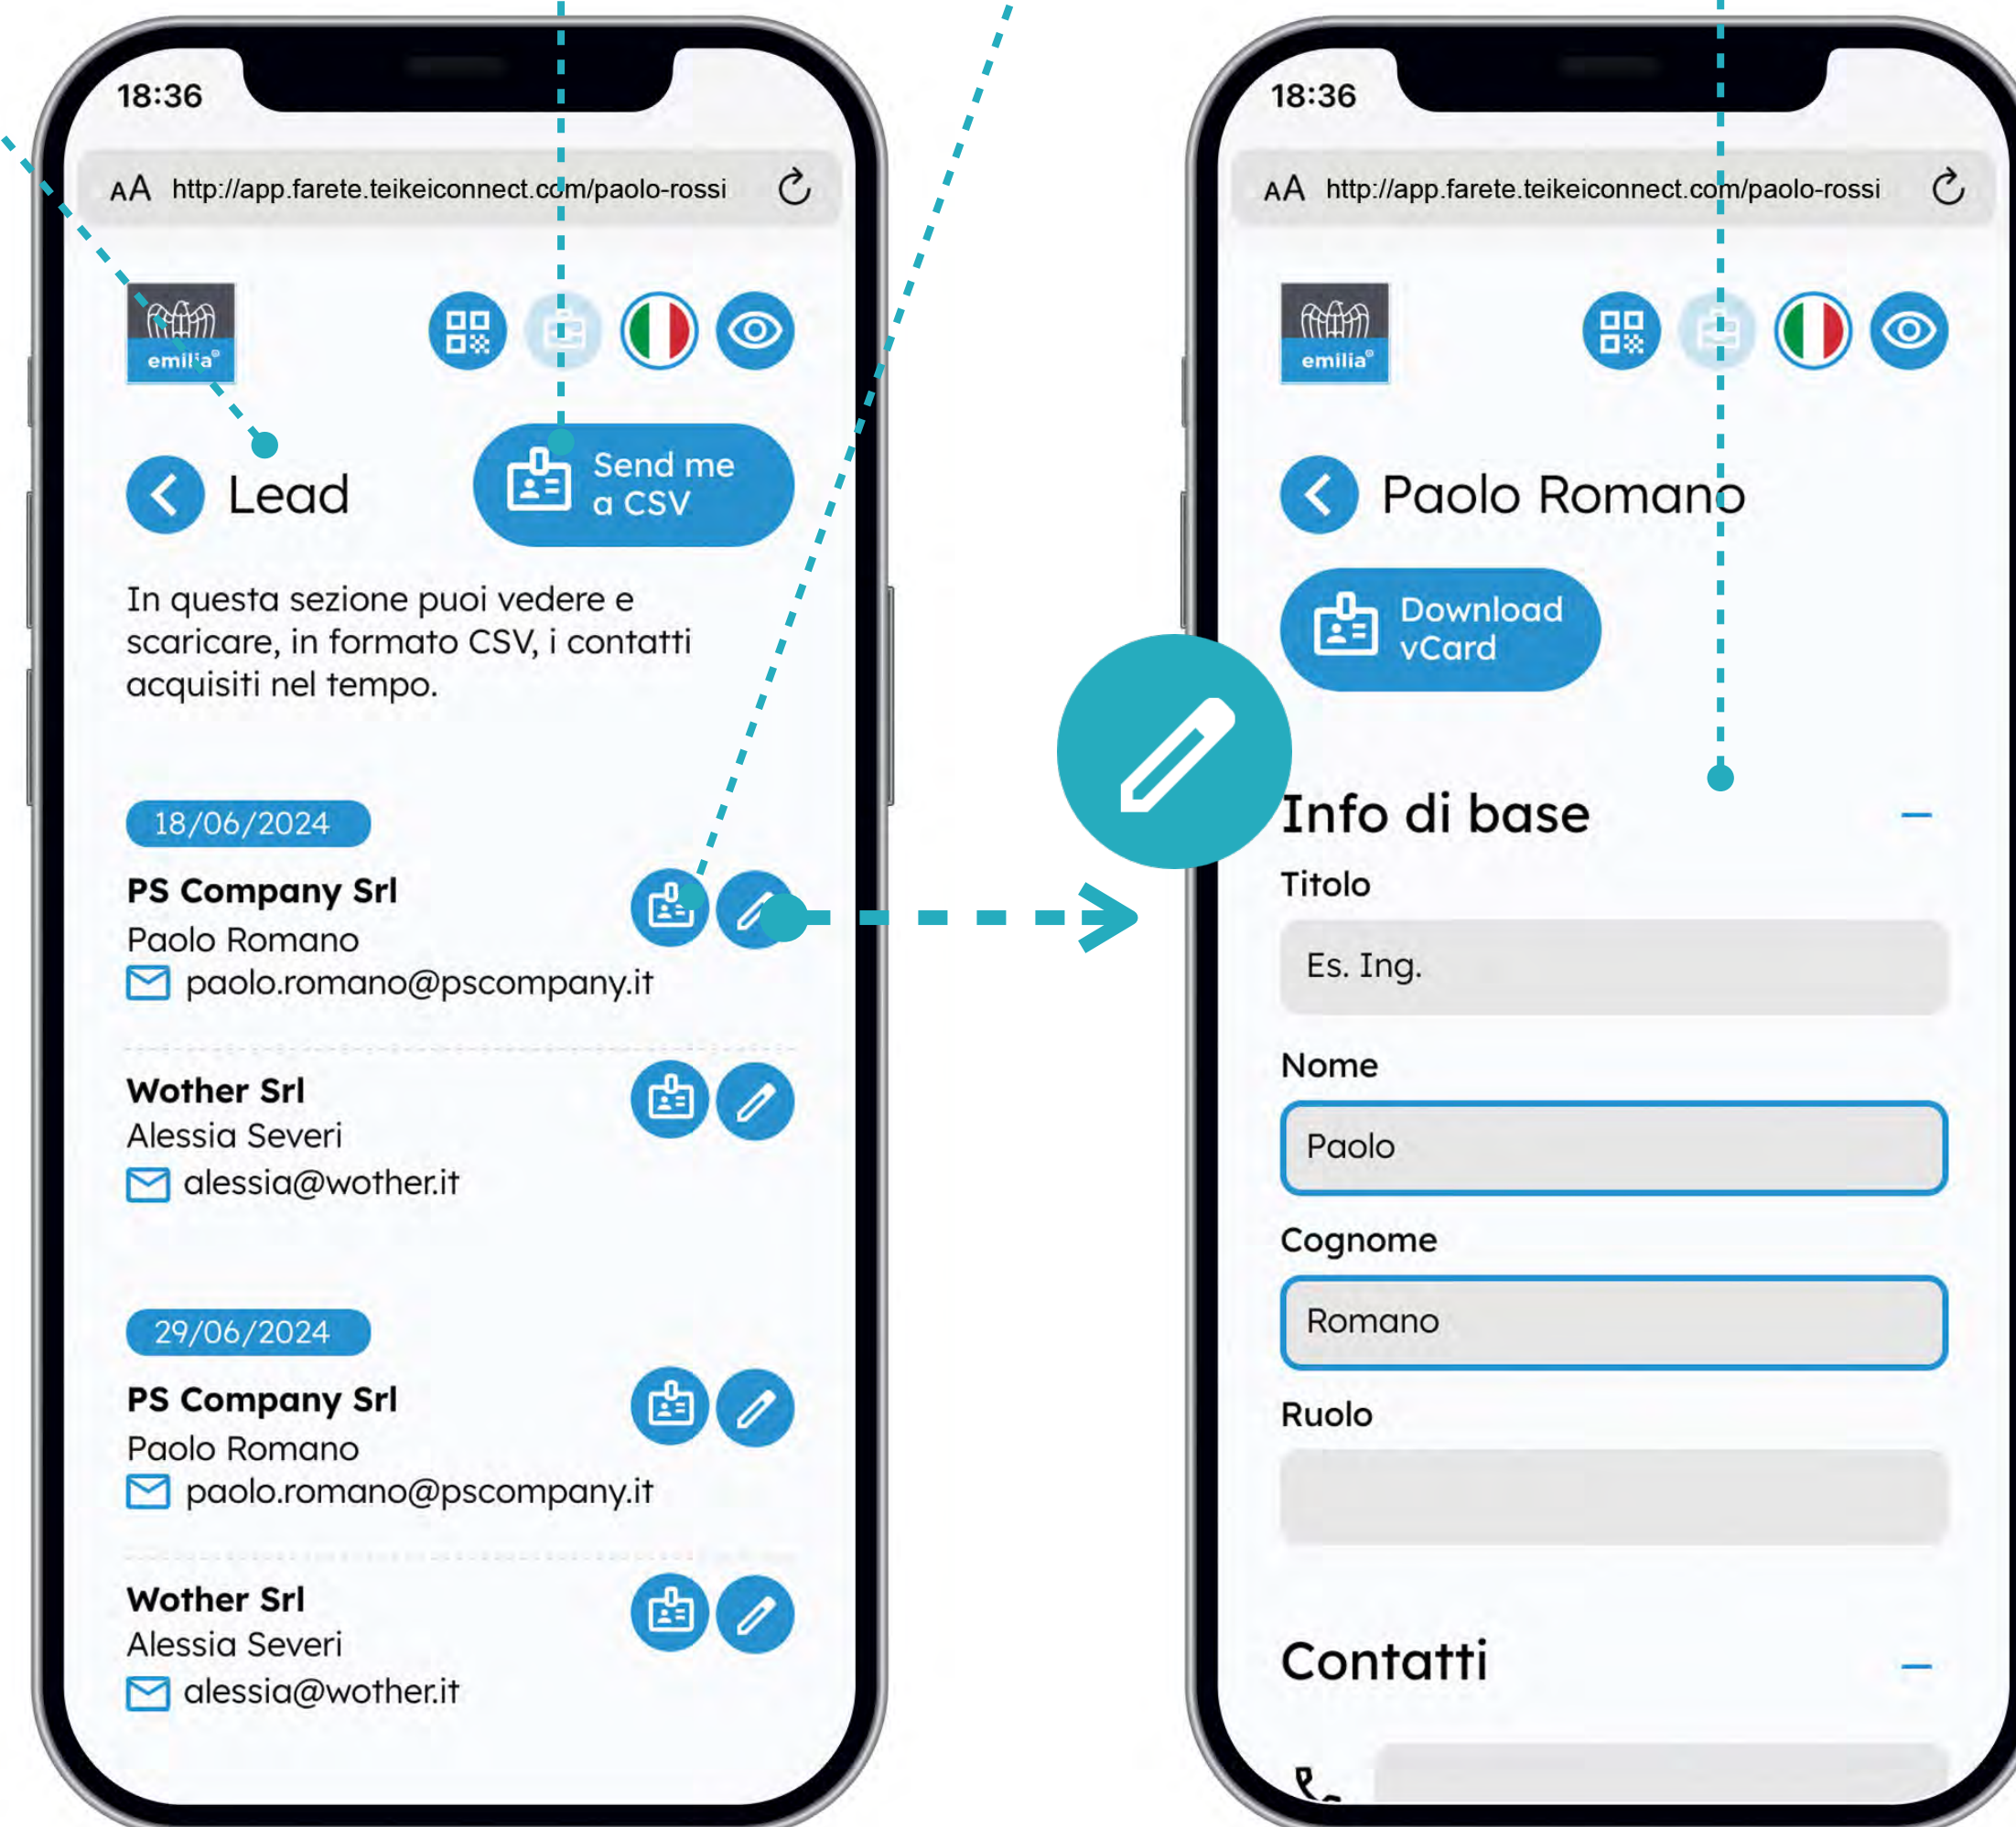 18:36
AA http://app.farete.teikeiconnect.com/paolo-rossi
emilia®
Lead
Send me
a CSV
In questa sezione puoi vedere e
scaricare, in formato CSV, i contatti
acquisiti nel tempo.
18/06/2024
PS Company Srl
Paolo Romano
paolo.romano@pscompany.it
Wother Srl
Alessia Severi
alessia@wother.it
29/06/2024
PS Company Srl
Paolo Romano
paolo.romano@pscompany.it
Wother Srl
Alessia Severi
alessia@wother.it
18:36
AA http://app.farete.teikeiconnect.com/paolo-rossi
emilia®
Paolo Romano
Download
vCard
Info di base
Titolo
Es. Ing.
Nome
Paolo
Cognome
Romano
Ruolo
Contatti